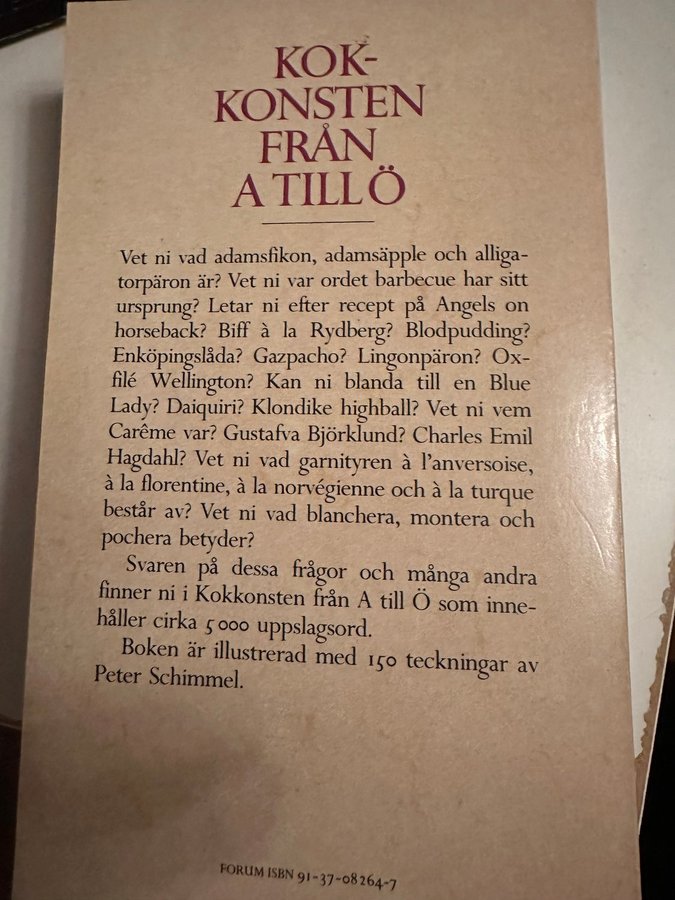 KOK-
KONSTEN
FRÅN
A TILL Ö
Vet ni vad adamsfikon, adamsäpple och alliga-
torpäron är? Vet ni var ordet barbecue har sitt
ursprung? Letar ni efter recept på Angels on
horseback? Biff à la Rydberg? Blodpudding?
Enköpingslåda? Gazpacho? Lingonpäron? Ox-
filé Wellington? Kan ni blanda till en Blue
Lady? Daiquiri? Klondike highball? Vet ni vem
Carême var? Gustafva Björklund? Charles Emil
Hagdahl? Vet ni vad garnityren à l'anversoise,
à la florentine, à la norvégienne och à la turque
består av? Vet ni vad blanchera, montera och
pochera betyder?
Svaren på dessa frågor och många andra
finner ni i Kokkonsten från A till Ö som inne-
håller cirka 5 000 uppslagsord.
Boken är illustrerad med 150 teckningar av
Peter Schimmel.
FORUM ISBN 91-37-08264-7